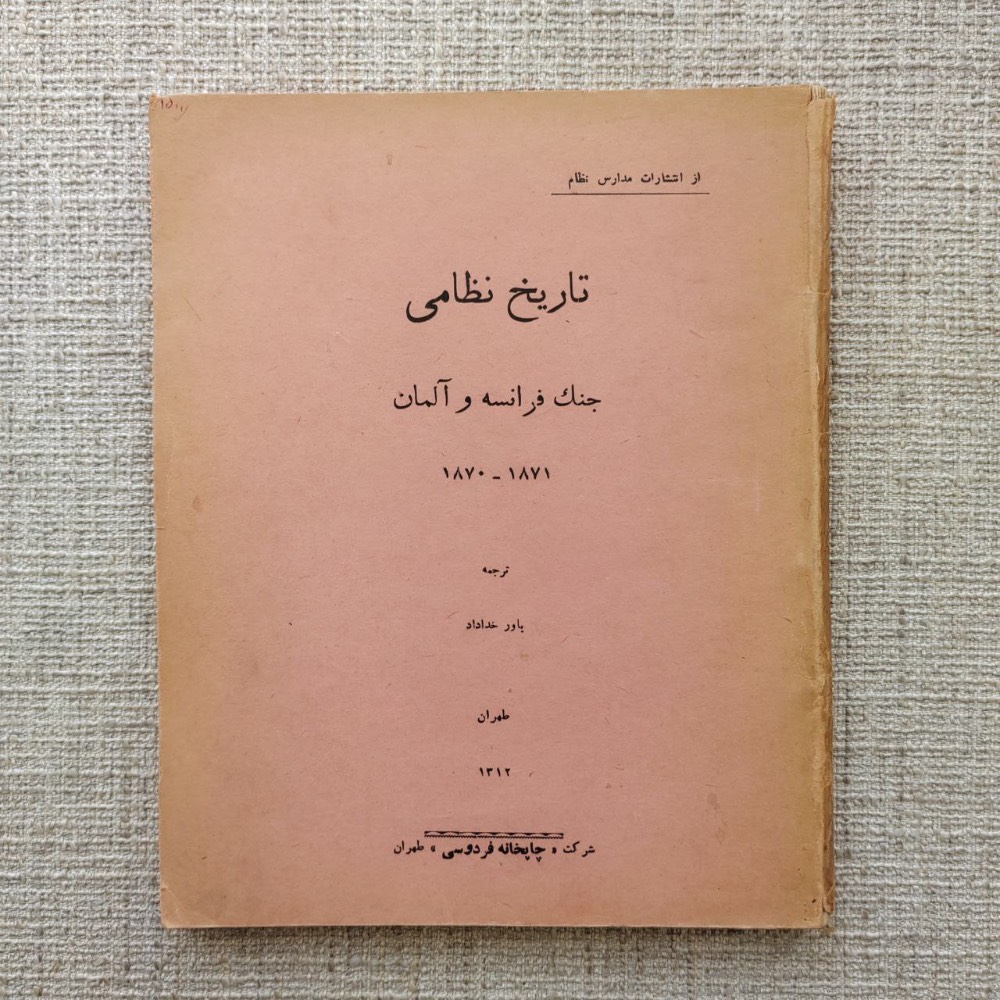 از انتشارات مدارس نظام
تاریخ نظامی
جنك فرانسه و آلمان
۱۸۷۱ - ۱۸۷۰
ترجمه
یاور خداداد
طهران
۱۳۱۲
شرکت « چاپخانه فردوسی » طهران